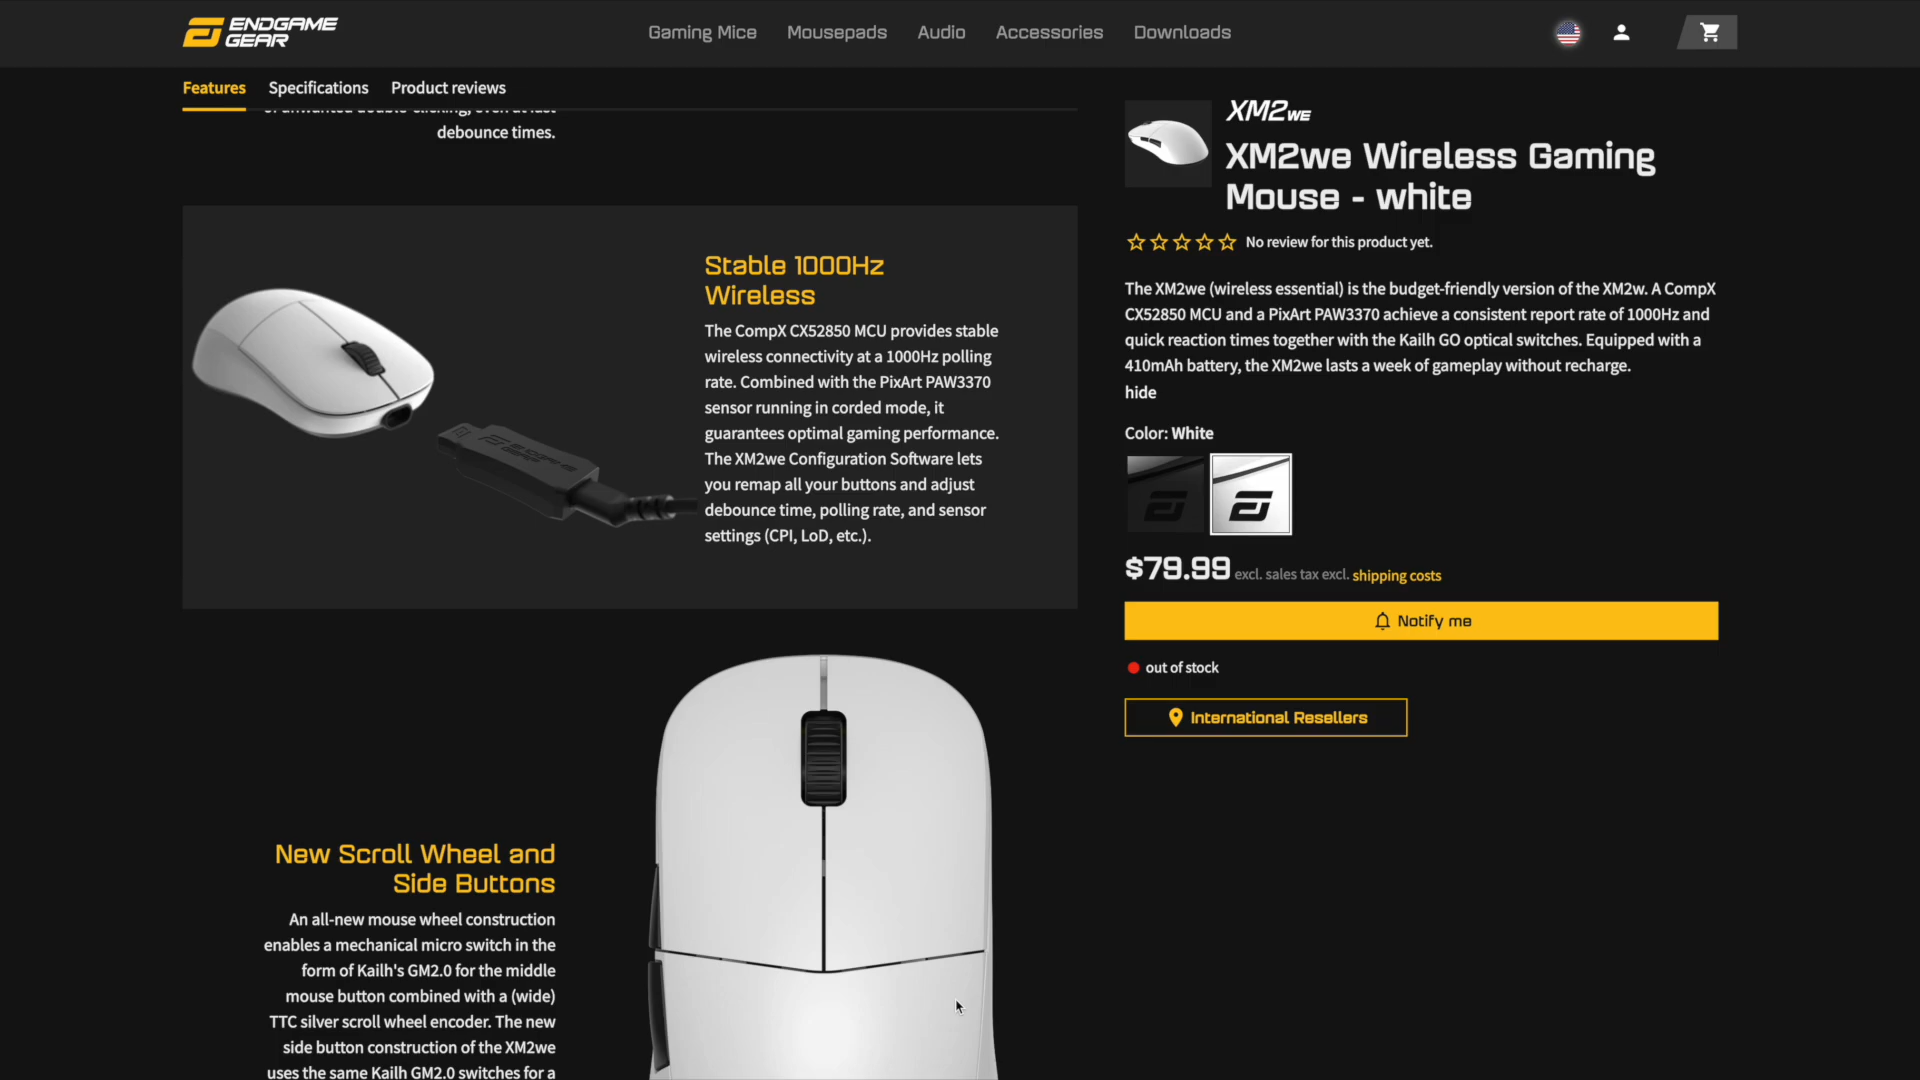 ENDGAME
GEAR
Gaming Mice
Mousepads
Audio
Accessories
Downloads
Features
Specifications
Product reviews
of unwanted double-clicking, even at fast
debounce times.
Stable 1000Hz
Wireless
The CompX CX52850 MCU provides stable
wireless connectivity at a 1000Hz polling
rate. Combined with the PixArt PAW3370
sensor running in corded mode, it
guarantees optimal gaming performance.
The XM2we Configuration Software lets
you remap all your buttons and adjust
debounce time, polling rate, and sensor
settings (CPI, LoD, etc.).
ENDGAME
GEAR
New Scroll Wheel and
Side Buttons
An all-new mouse wheel construction
enables a mechanical micro switch in the
form of Kailh's GM2.0 for the middle
mouse button combined with a (wide)
TTC silver scroll wheel encoder. The new
side button construction of the XM2we
uses the same Kailh GM2.0 switches for a
XM2WE
XM2we Wireless Gaming
Mouse - white
No review for this product yet.
The XM2we (wireless essential) is the budget-friendly version of the XM2w. A CompX
CX52850 MCU and a PixArt PAW3370 achieve a consistent report rate of 1000Hz and
quick reaction times together with the Kailh GO optical switches. Equipped with a
410mAh battery, the XM2we lasts a week of gameplay without recharge.
hide
Color: White
$79.99 excl. sales tax excl. shipping costs
Notify me
out of stock
International Resellers